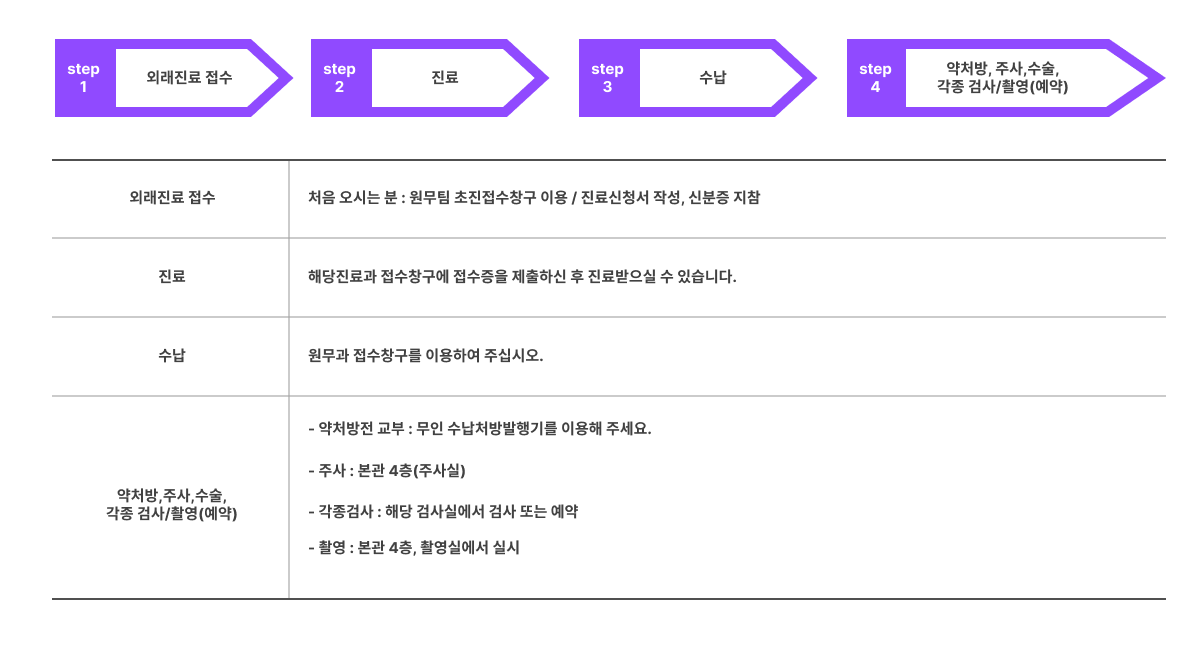 step
1
외래진료 접수
step
2
진료
step
3
수납
step
4
약처방, 주사,수술,
각종 검사/촬영(예약)
외래진료 접수
처음 오시는 분 : 원무팀 초진접수창구 이용 / 진료신청서 작성, 신분증 지참
진료
해당진료과 접수창구에 접수증을 제출하신 후 진료받으실 수 있습니다.
수납
원무과 접수창구를 이용하여 주십시오.
약처방,주사,수술,
각종 검사/촬영(예약)
- 약처방전 교부 : 무인 수납처방발행기를 이용해 주세요.
- 주사 : 본관 4층(주사실)
- 각종검사 : 해당 검사실에서 검사 또는 예약
- 촬영 : 본관 4층, 촬영실에서 실시